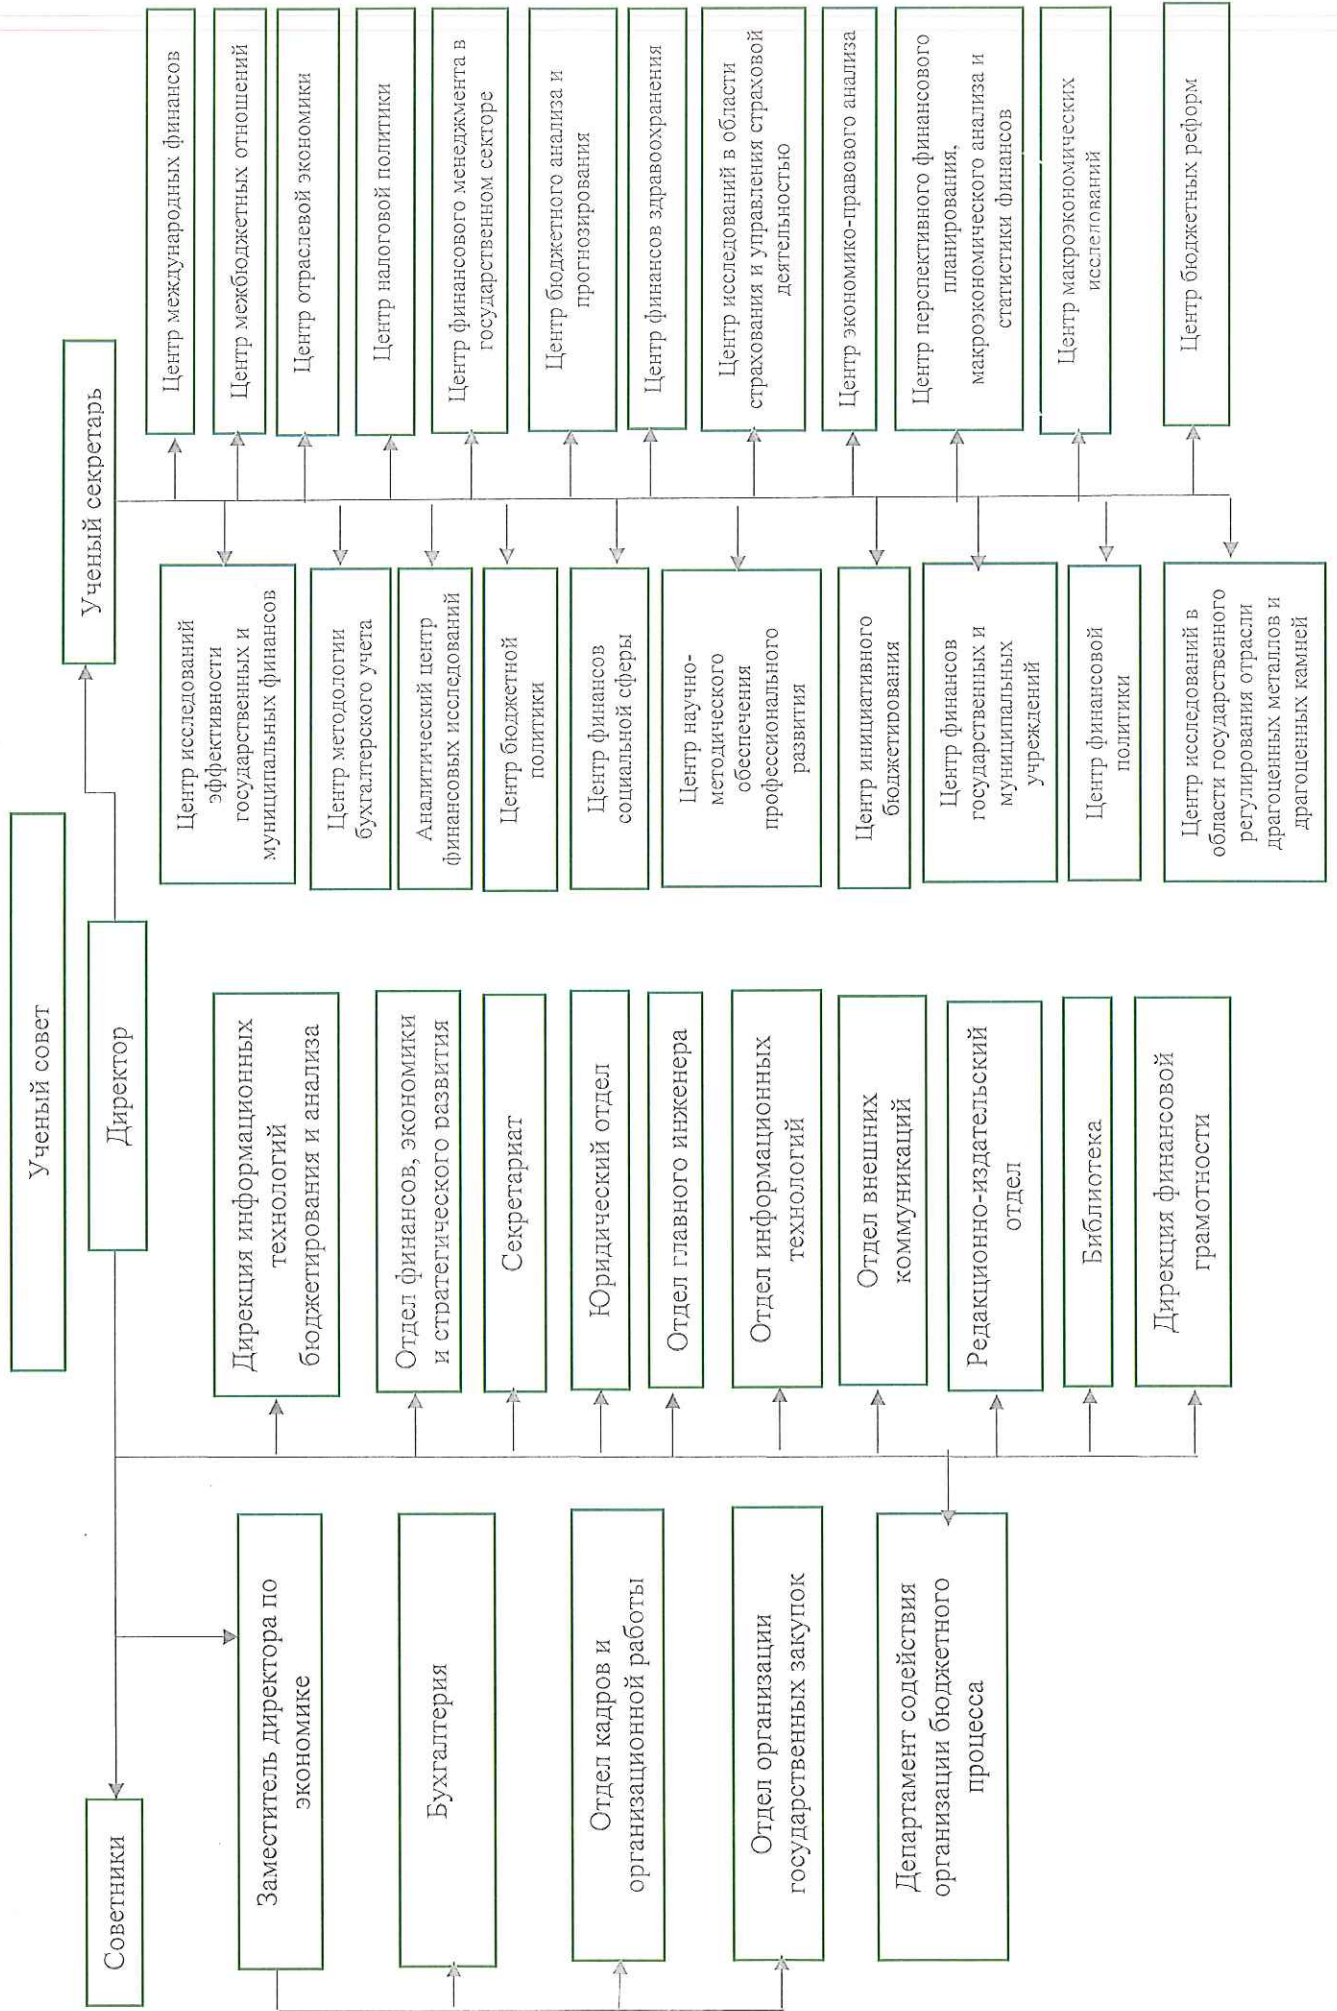 Ученый совет
Директор
Ученый секретарь
Советники
Заместитель директора по
экономике
Бухгалтерия
Отдел кадров и
организационной работы
Отдел организации
государственных закупок
Департамент содействия
организации бюджетного
процесса
Дирекция информационных
технологий
бюджетирования и анализа
Отдел финансов, экономики
и стратегического развития
Секретариат
Юридический отдел
Отдел главного инженера
Отдел информационных
технологий
Отдел внешних
коммуникаций
Редакционно-издательский
отдел
Библиотека
Дирекция финансовой
грамотности
Центр исследований
эффективности
государственных и
муниципальных финансов
Центр методологии
бухгалтерского учета
Аналитический центр
финансовых исследований
Центр бюджетной
политики
Центр финансов
социальной сферы
Центр научно-
методического
обеспечения
профессионального
развития
Центр инициативного
бюджетирования
Центр финансов
государственных и
муниципальных
учреждений
Центр финансовой
политики
Центр исследований в
области государственного
регулирования отрасли
драгоценных металлов и
драгоценных камней
Центр международных финансов
Центр межбюджетных отношений
Центр отраслевой экономики
Центр налоговой политики
Центр финансового менеджмента в
государственном секторе
Центр бюджетного анализа и
прогнозирования
Центр финансов здравоохранения
Центр исследований в области
страхования и управления страховой
деятельностью
Центр экономико-правового анализа
Центр перспективного финансового
планирования,
макроэкономического анализа и
статистики финансов
Центр макроэкономических
исследований
Центр бюджетных реформ